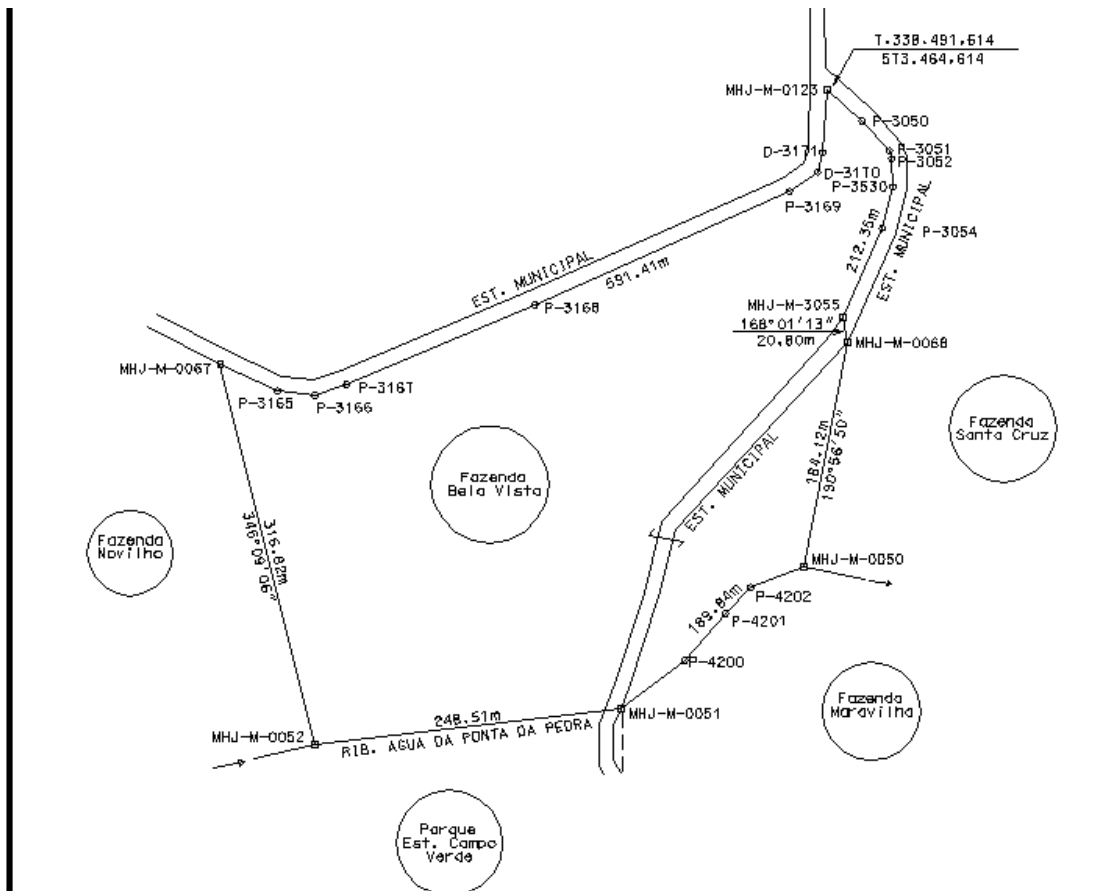 T.338.491,614
573.464,614
MHJ-M-0123
P-3050
D-3171
P-3051
P-3052
D-3170
P-3530
P-3169
P-3054
212.35m
EST. MUNICIPAL
EST. MUNICIPAL
591.41m
P-3168
MHJ-M-3055
168°01'13"
20.80m
MHJ-M-0068
MHJ-M-0067
P-3165
P-3166
P-3167
Fazenda
Santa Cruz
184.12m
190°56'50"
EST. MUNICIPAL
Fazenda
Bela Vista
Fazenda
Novilho
316.82m
346°09'06"
MHJ-M-0050
P-4202
189.84m
P-4201
P-4200
Fazenda
Maravilha
MHJ-M-0051
248.51m
MHJ-M-0052
RIB. AGUA DA PONTA DA PEDRA
Parque
Est. Campo
Verde